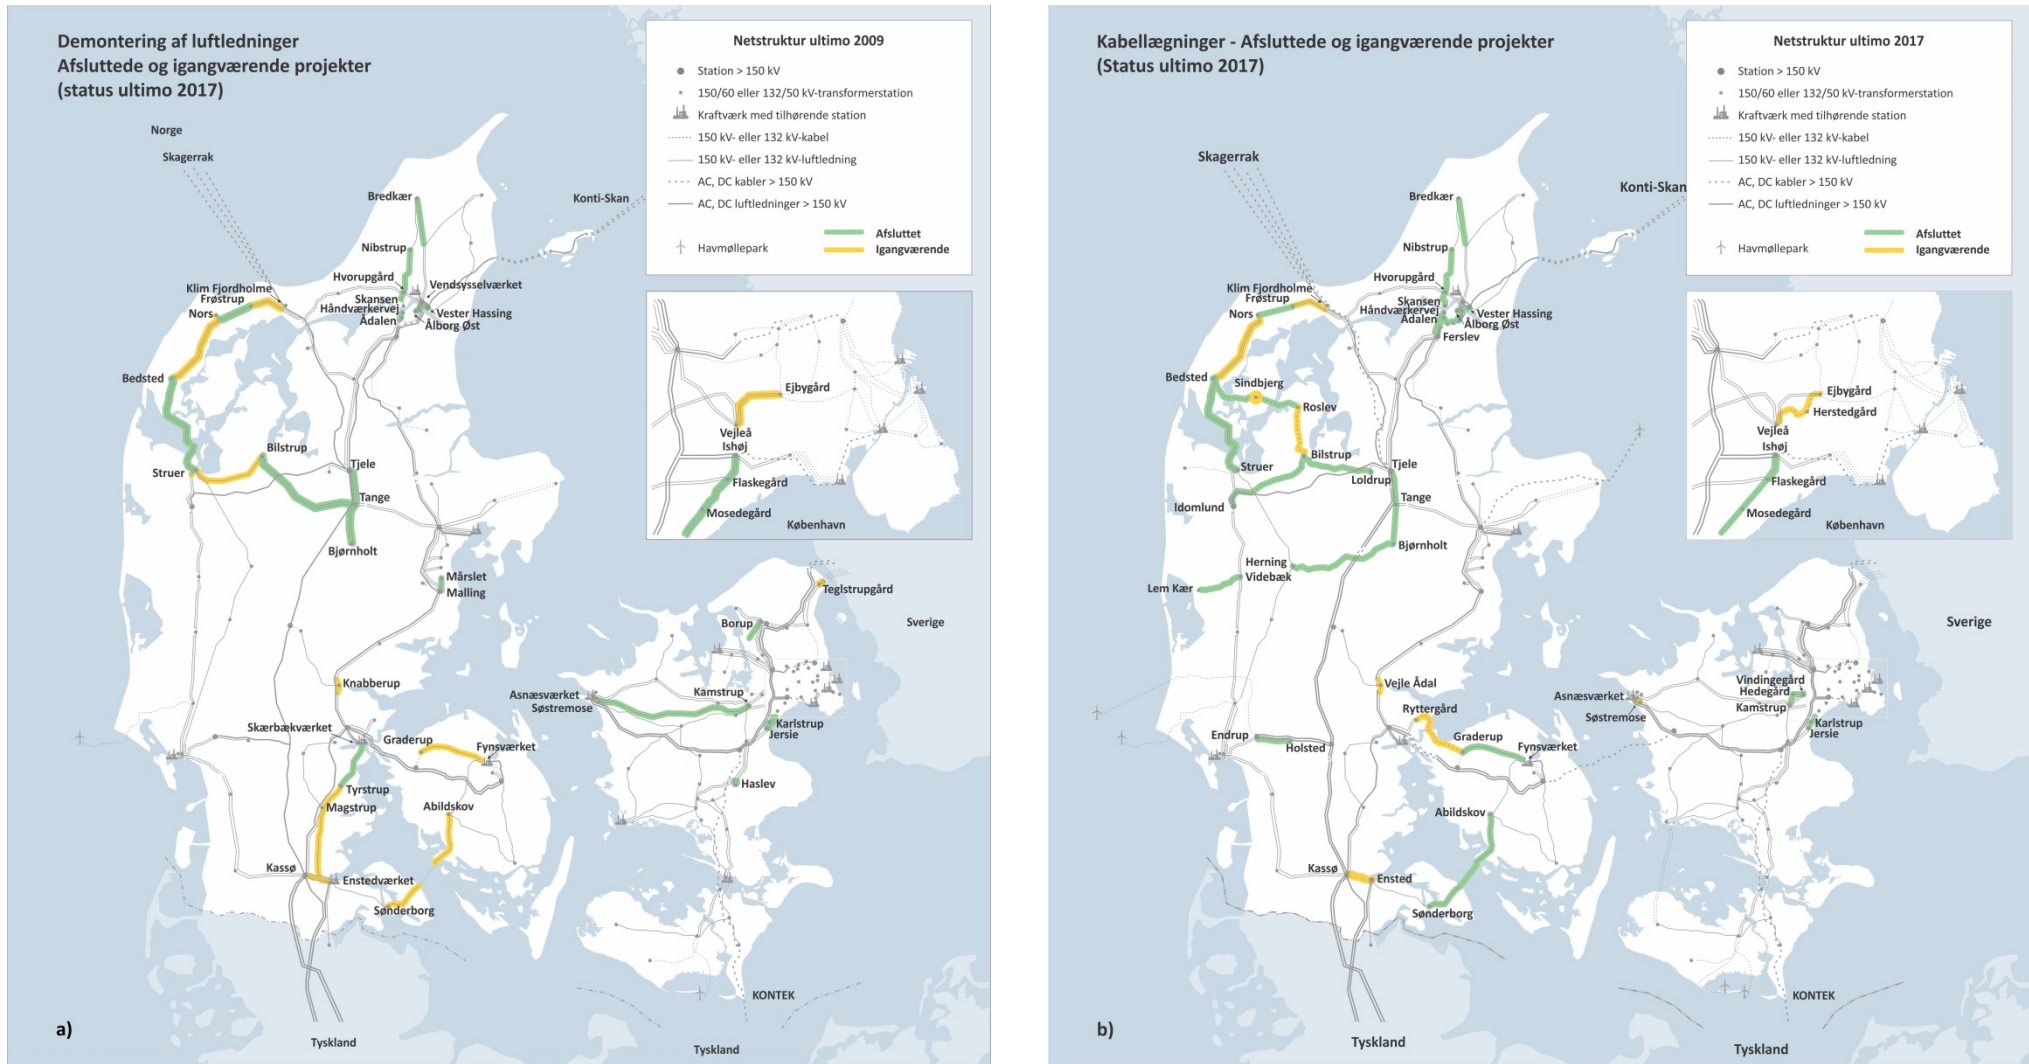 Demontering af luftledninger
Afsluttede og igangværende projekter
(status ultimo 2017)
Netstruktur ultimo 2009
Station > 150 kV
150/60 eller 132/50 kV-transformerstation
Kraftværk med tilhørende station
150 kV- eller 132 kV-kabel
150 kV- eller 132 kV-luftledning
AC, DC kabler > 150 kV
AC, DC luftledninger > 150 kV
Afsluttet
Havmøllepark
Igangværende
Norge
Skagerrak
Konti-Skan
Bredkær
Nibstrup
Hvorupgård
Vendsysselværket
Klim Fjordholme
Frøstrup
Skansen
Nors
Håndværkervej
Vester Hassing
Ådalen
Ålborg Øst
Bedsted
Ejbygård
Vejleå
Ishøj
Bilstrup
Struer
Tjele
Flaskegård
Tange
Mosedegård
København
Bjørnholt
Mårslet
Malling
Teglstrupgård
Borup
Sverige
Knabberup
Asnæsværket
Kamstrup
Søstremose
Karlstrup
Jersie
Skærbækværket
Graderup
Fynsværket
Tyrstrup
Haslev
Magstrup
Abildskov
Kassø
Enstedværket
Sønderborg
KONTEK
a)
Tyskland
Tyskland
Kabellægninger - Afsluttede og igangværende projekter
(Status ultimo 2017)
Netstruktur ultimo 2017
Station > 150 kV
150/60 eller 132/50 kV-transformerstation
Kraftværk med tilhørende station
150 kV- eller 132 kV-kabel
150 kV- eller 132 kV-luftledning
AC, DC kabler > 150 kV
AC, DC luftledninger > 150 kV
Afsluttet
Havmøllepark
Igangværende
Skagerrak
Konti-Skan
Bredkær
Nibstrup
Hvorupgård
Klim Fjordholme
Frøstrup
Skansen
Nors
Håndværkervej
Vester Hassing
Ådalen
Ålborg Øst
Ferslev
Bedsted
Sindbjerg
Roslev
Ejbygård
Herstedgård
Vejleå
Ishøj
Bilstrup
Struer
Tjele
Loldrup
Flaskegård
Idomlund
Tange
Mosedegård
København
Bjørnholt
Herning
Videbæk
Lem Kær
Sverige
Vejle Ådal
Vindingegård
Hedegård
Asnæsværket
Kamstrup
Søstremose
Ryttergård
Karlstrup
Jersie
Endrup
Holsted
Graderup
Fynsværket
Abildskov
Kassø
Ensted
Sønderborg
KONTEK
b)
Tyskland
Tyskland